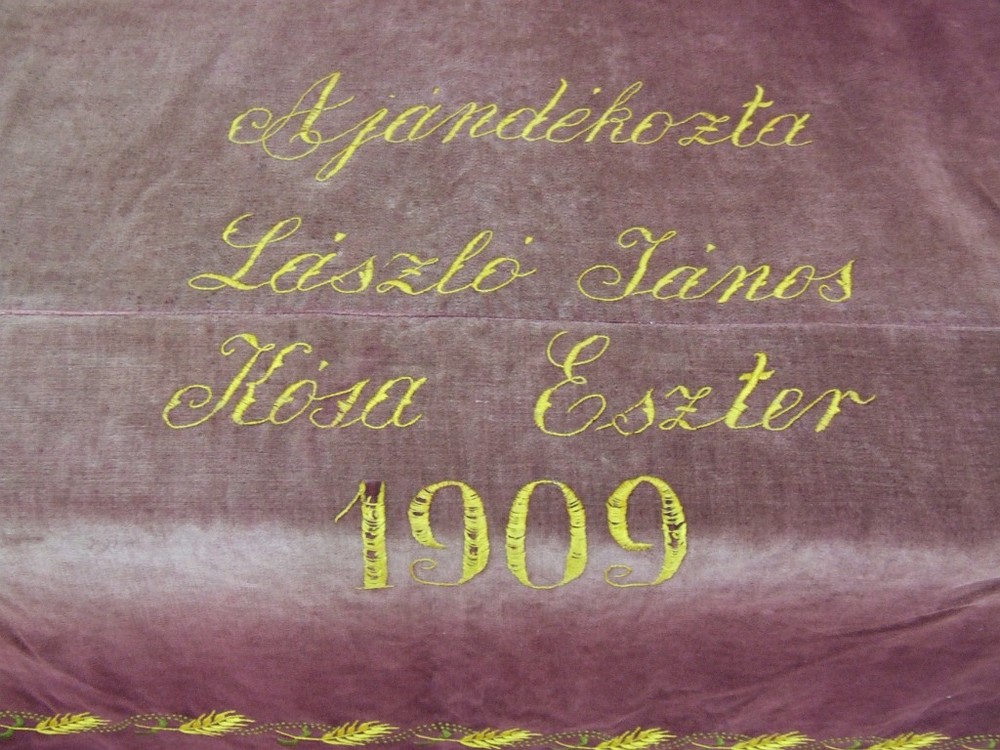 Ajándékozta
László János
Kósa Eszter
1909